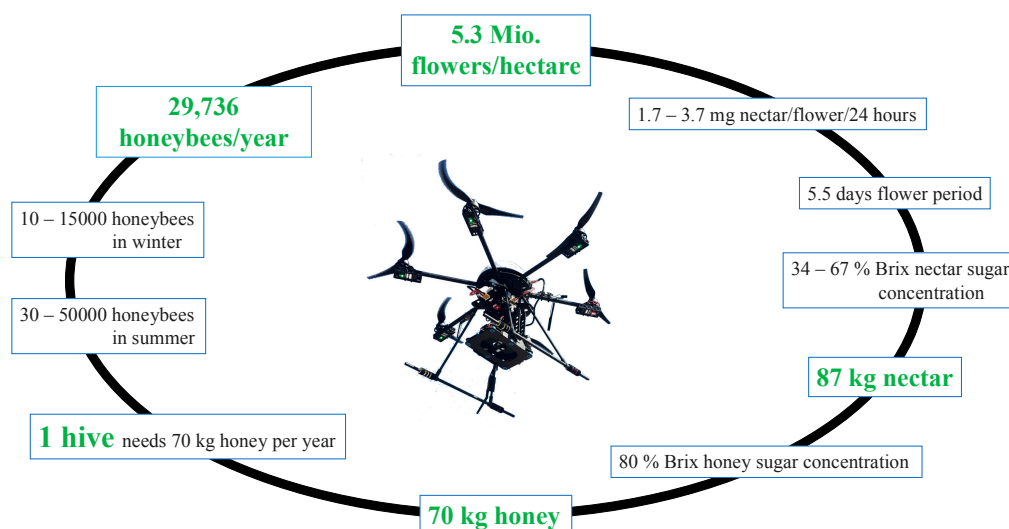 5.3 Mio.
flowers/hectare
29,736
honeybees/year
1.7 – 3.7 mg nectar/flower/24 hours
5.5 days flower period
10 – 15000 honeybees
in winter
34 – 67 % Brix nectar sugar
concentration
30 – 50000 honeybees
in summer
87 kg nectar
1 hive needs 70 kg honey per year
80 % Brix honey sugar concentration
70 kg honey